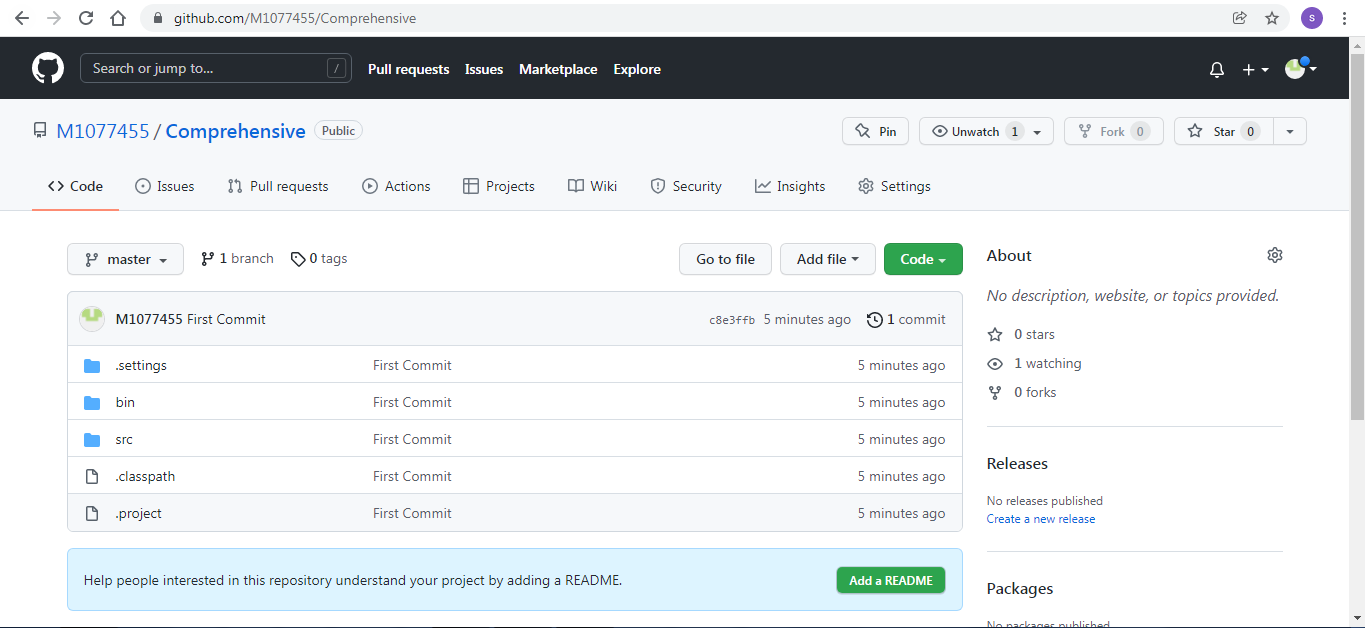 github.com/M1077455/Comprehensive
S
Search or jump to... /
Pull requests Issues Marketplace Explore
M1077455 / Comprehensive Public
Pin Unwatch 1 Fork 0 Star 0
Code Issues Pull requests Actions Projects Wiki Security Insights Settings
master 1 branch 0 tags Go to file Add file Code
M1077455 First Commit c8e3ffb 5 minutes ago 1 commit
.settings First Commit 5 minutes ago
bin First Commit 5 minutes ago
src First Commit 5 minutes ago
.classpath First Commit 5 minutes ago
.project First Commit 5 minutes ago
Help people interested in this repository understand your project by adding a README. Add a README
About
No description, website, or topics provided.
0 stars
1 watching
0 forks
Releases
No releases published
Create a new release
Packages
No packages published